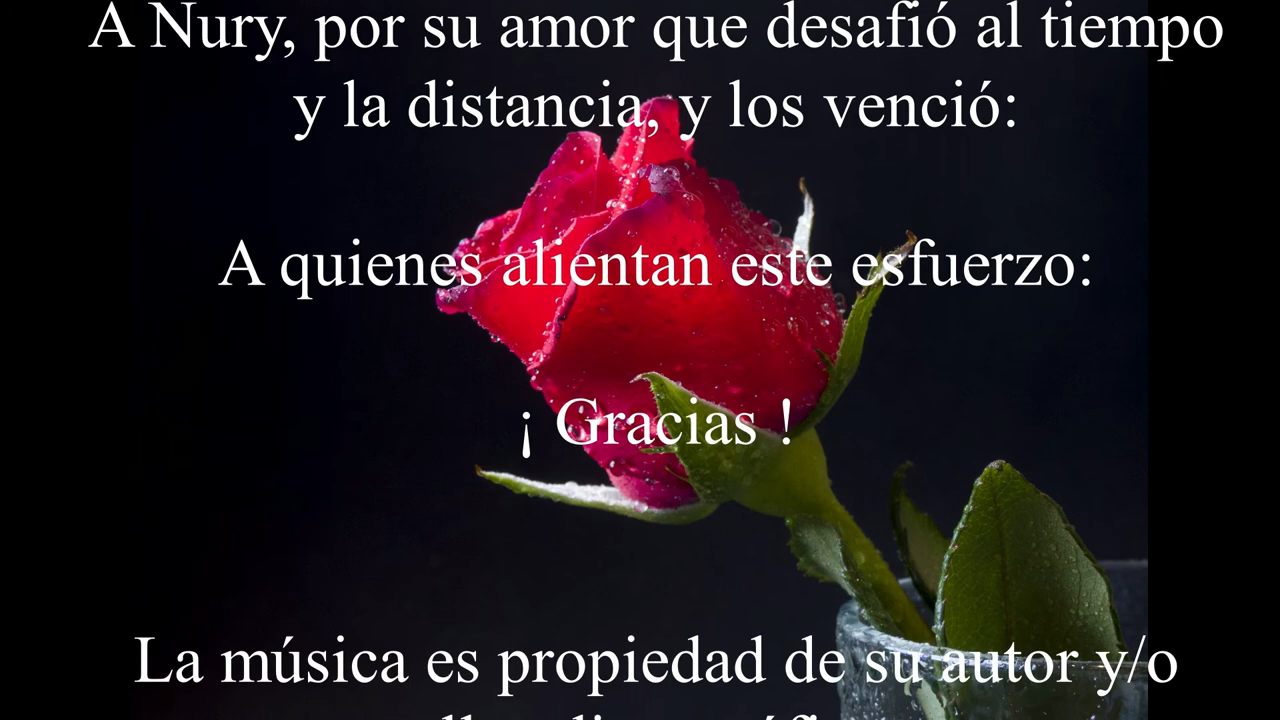 A Nury, por su amor que desafió al tiempo
y la distancia, y los venció:
A quienes alientan este esfuerzo:
¡ Gracias !
La música es propiedad de su autor y/o